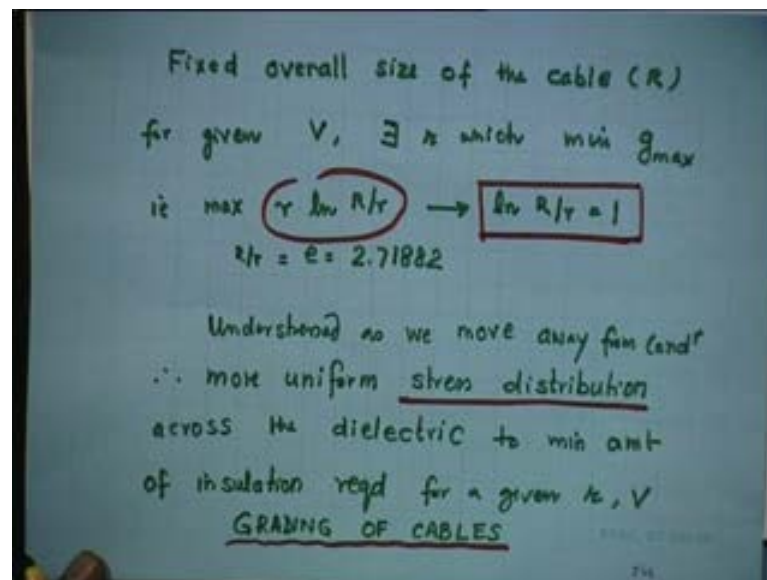 Fixed overall size of the cable (R)
for given V, ∃ r which min gmax
ie max r ln R/r → ln R/r = 1
R/r = e = 2.71882
Understressed as we move away from Condr
∴ more uniform stress distribution
across the dielectric to min amt
of insulation reqd for a given r, V
GRADING OF CABLES